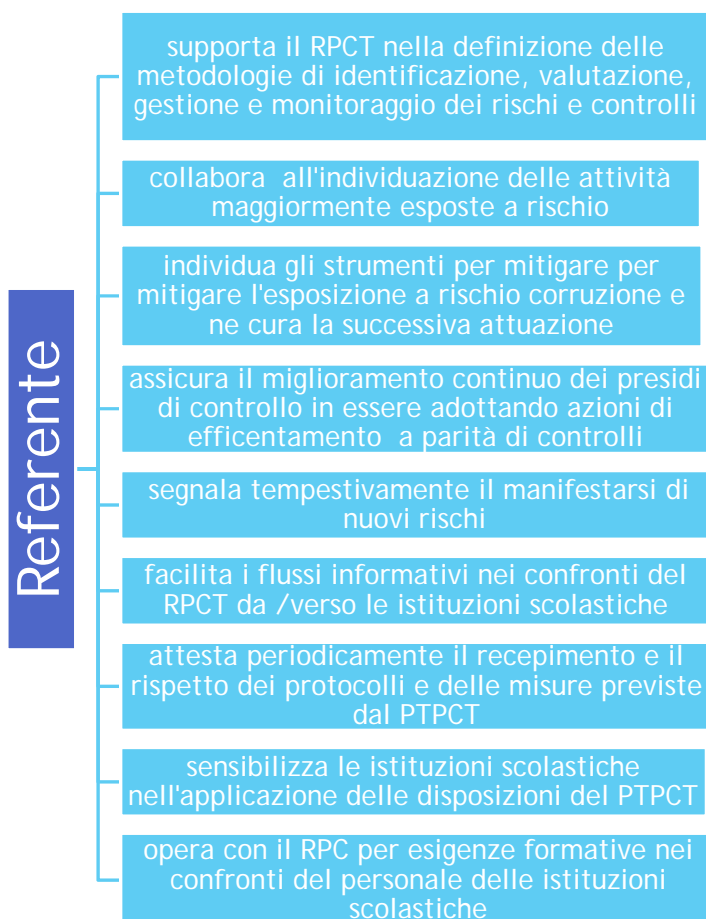 Referente
supporta il RPCT nella definizione delle
metodologie di identificazione, valutazione,
gestione e monitoraggio dei rischi e controlli
collabora all'individuazione delle attività
maggiormente esposte a rischio
individua gli strumenti per mitigare per
mitigare l'esposizione a rischio corruzione e
ne cura la successiva attuazione
assicura il miglioramento continuo dei presidi
di controllo in essere adottando azioni di
efficentamento a parità di controlli
segnala tempestivamente il manifestarsi di
nuovi rischi
facilita i flussi informativi nei confronti del
RPCT da /verso le istituzioni scolastiche
attesta periodicamente il recepimento e il
rispetto dei protocolli e delle misure previste
dal PTPCT
sensibilizza le istituzioni scolastiche
nell'applicazione delle disposizioni del PTPCT
opera con il RPC per esigenze formative nei
confronti del personale delle istituzioni
scolastiche